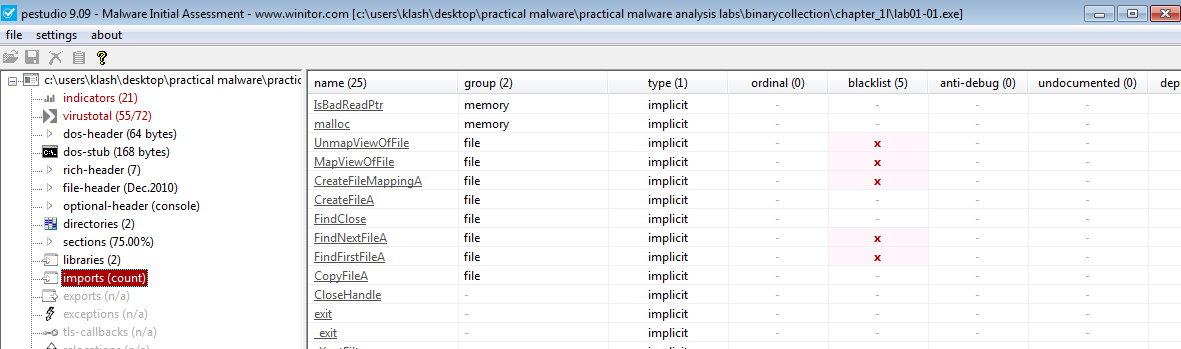 pestudio 9.09 - Malware Initial Assessment - www.winitor.com [c:\users\klash\desktop\practical malware\practical malware analysis labs\binarycollection\chapter_1l\lab01-01.exe]
file settings about
c:\users\klash\desktop\practical malware\practic
indicators (21)
virustotal (55/72)
dos-header (64 bytes)
dos-stub (168 bytes)
rich-header (7)
file-header (Dec.2010)
optional-header (console)
directories (2)
sections (75.00%)
libraries (2)
imports (count)
exports (n/a)
exceptions (n/a)
tls-callbacks (n/a)
name (25) group (2) type (1) ordinal (0) blacklist (5) anti-debug (0) undocumented (0) dep
IsBadReadPtr memory implicit - - - -
malloc memory implicit - - - -
UnmapViewOfFile file implicit - x - -
MapViewOfFile file implicit - x - -
CreateFileMappingA file implicit - x - -
CreateFileA file implicit - - - -
FindClose file implicit - - - -
FindNextFileA file implicit - x - -
FindFirstFileA file implicit - x - -
CopyFileA file implicit - - - -
CloseHandle - implicit - - - -
exit - implicit - - - -
_exit - implicit - - - -